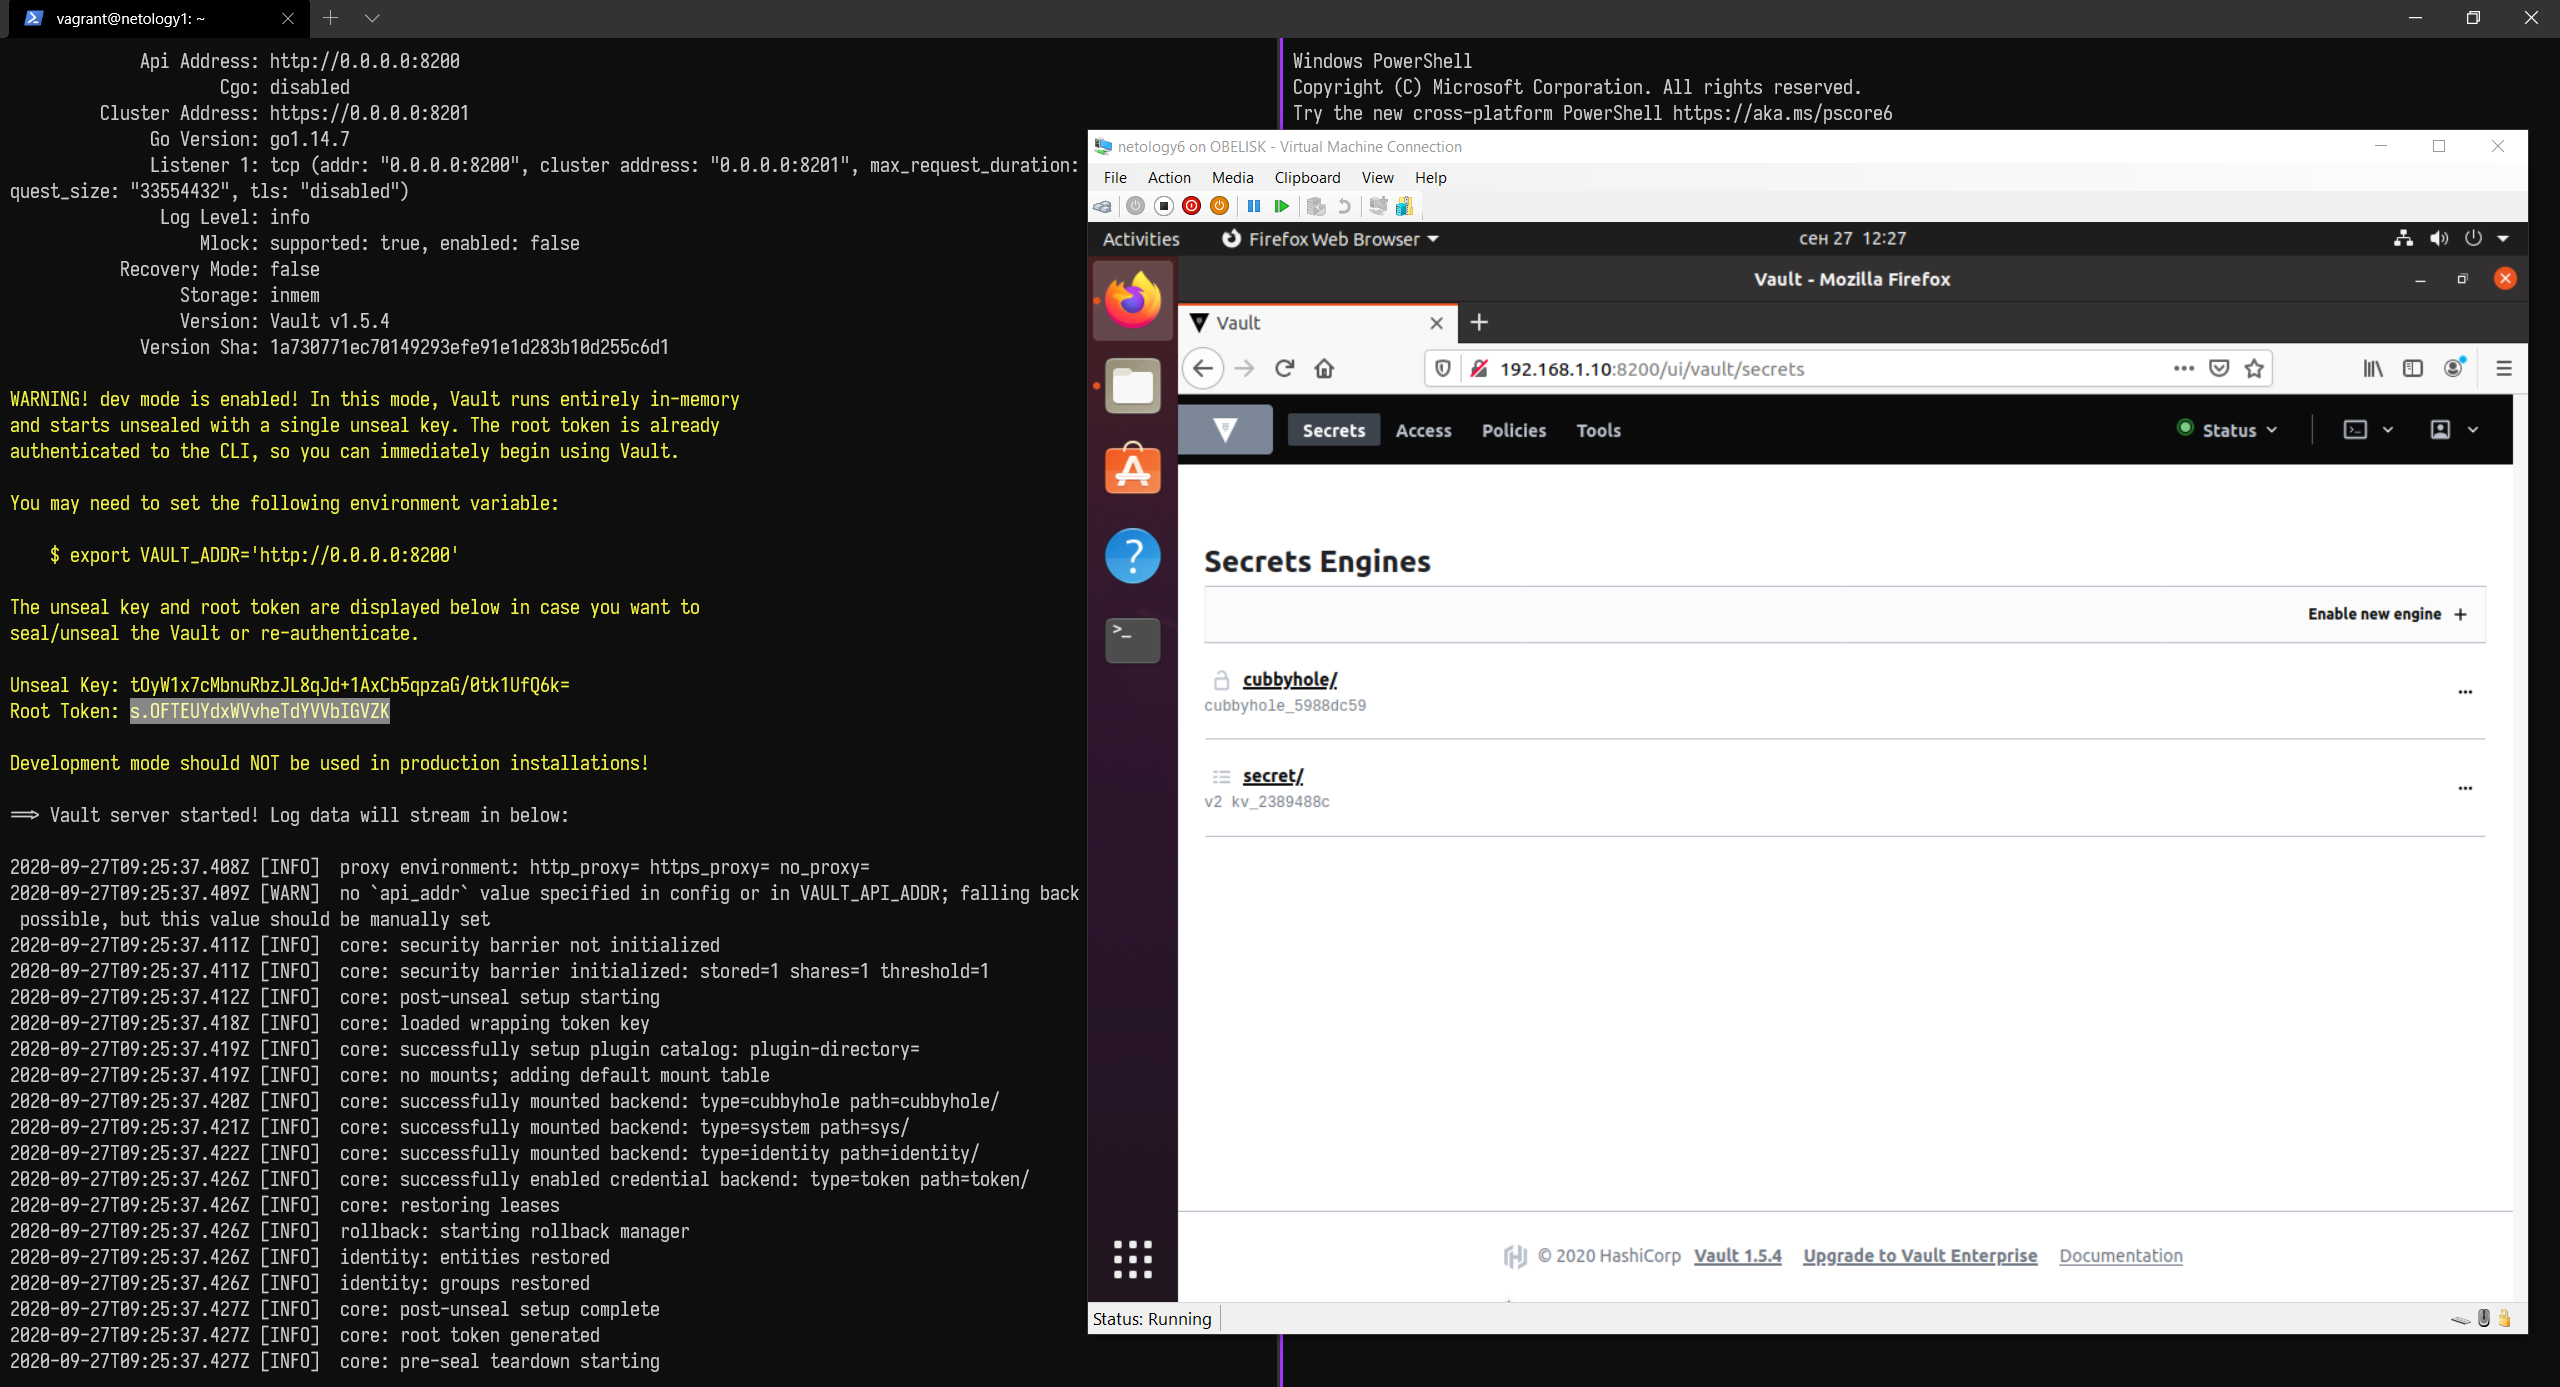 vagrant@netology1: ~
Api Address: http://0.0.0.0:8200
Cgo: disabled
Cluster Address: https://0.0.0.0:8201
Go Version: go1.14.7
Listener 1: tcp (addr: "0.0.0.0:8200", cluster address: "0.0.0.0:8201", max_request_duration:
quest_size: "33554432", tls: "disabled")
Log Level: info
Mlock: supported: true, enabled: false
Recovery Mode: false
Storage: inmem
Version: Vault v1.5.4
Version Sha: 1a730771ec70149293efe91e1d283b10d255c6d1
WARNING! dev mode is enabled! In this mode, Vault runs entirely in-memory
and starts unsealed with a single unseal key. The root token is already
authenticated to the CLI, so you can immediately begin using Vault.
You may need to set the following environment variable:
$ export VAULT_ADDR='http://0.0.0.0:8200'
The unseal key and root token are displayed below in case you want to
seal/unseal the Vault or re-authenticate.
Unseal Key: tOyW1x7cMbnuRbzJL8qJd+1AxCb5qpzaG/0tk1UfQ6k=
Root Token: s.OFTEUYdxWVvheTdYVVbIGVZK
Development mode should NOT be used in production installations!
==> Vault server started! Log data will stream in below:
2020-09-27T09:25:37.408Z [INFO]  proxy environment: http_proxy= https_proxy= no_proxy=
2020-09-27T09:25:37.409Z [WARN]  no `api_addr` value specified in config or in VAULT_API_ADDR; falling back
possible, but this value should be manually set
2020-09-27T09:25:37.411Z [INFO]  core: security barrier not initialized
2020-09-27T09:25:37.411Z [INFO]  core: security barrier initialized: stored=1 shares=1 threshold=1
2020-09-27T09:25:37.412Z [INFO]  core: post-unseal setup starting
2020-09-27T09:25:37.418Z [INFO]  core: loaded wrapping token key
2020-09-27T09:25:37.419Z [INFO]  core: successfully setup plugin catalog: plugin-directory=
2020-09-27T09:25:37.419Z [INFO]  core: no mounts; adding default mount table
2020-09-27T09:25:37.420Z [INFO]  core: successfully mounted backend: type=cubbyhole path=cubbyhole/
2020-09-27T09:25:37.421Z [INFO]  core: successfully mounted backend: type=system path=sys/
2020-09-27T09:25:37.422Z [INFO]  core: successfully mounted backend: type=identity path=identity/
2020-09-27T09:25:37.426Z [INFO]  core: successfully enabled credential backend: type=token path=token/
2020-09-27T09:25:37.426Z [INFO]  core: restoring leases
2020-09-27T09:25:37.426Z [INFO]  rollback: starting rollback manager
2020-09-27T09:25:37.426Z [INFO]  identity: entities restored
2020-09-27T09:25:37.426Z [INFO]  identity: groups restored
2020-09-27T09:25:37.427Z [INFO]  core: post-unseal setup complete
2020-09-27T09:25:37.427Z [INFO]  core: root token generated
2020-09-27T09:25:37.427Z [INFO]  core: pre-seal teardown starting
Windows PowerShell
Copyright (C) Microsoft Corporation. All rights reserved.
Try the new cross-platform PowerShell https://aka.ms/pscore6
netology6 on OBELISK - Virtual Machine Connection
File Action Media Clipboard View Help
Activities Firefox Web Browser сен 27 12:27
Vault - Mozilla Firefox
Vault
192.168.1.10:8200/ui/vault/secrets
Secrets Access Policies Tools Status
Secrets Engines
Enable new engine +
cubbyhole/
cubbyhole_5988dc59
secret/
v2 kv_2389488c
© 2020 HashiCorp Vault 1.5.4 Upgrade to Vault Enterprise Documentation
Status: Running